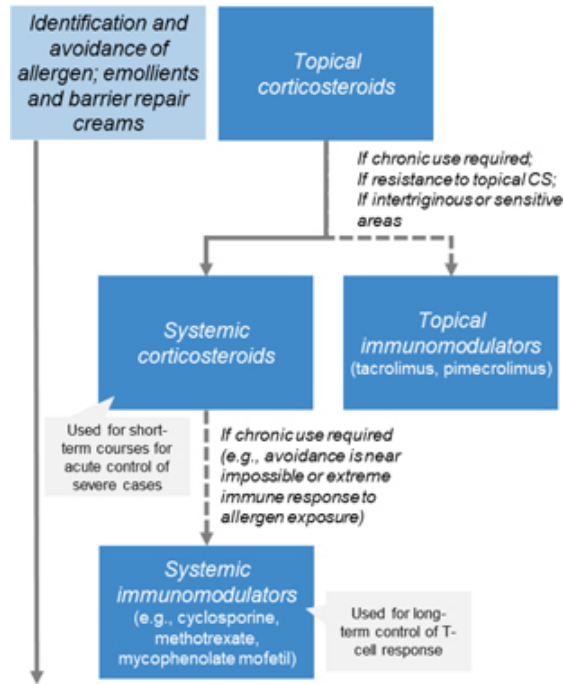 Identification and
avoidance of
allergen; emollients
and barrier repair
creams
Topical
corticosteroids
If chronic use required;
If resistance to topical CS;
If intertriginous or sensitive
areas
Systemic
corticosteroids
Topical
immunomodulators
(tacrolimus, pimecrolimus)
Used for short-
term courses for
acute control of
severe cases
If chronic use required
(e.g., avoidance is near
impossible or extreme
immune response to
allergen exposure)
Systemic
immunomodulators
(e.g., cyclosporine,
methotrexate,
mycophenolate mofetil)
Used for long-
term control of T-
cell response